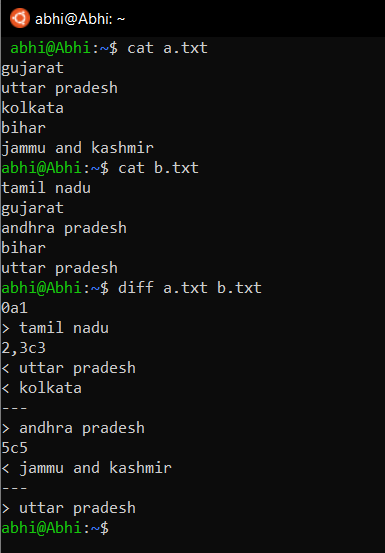 abhi@Abhi: ~
abhi@Abhi:~$ cat a.txt
gujarat
uttar pradesh
kolkata
bihar
jammu and kashmir
abhi@Abhi:~$ cat b.txt
tamil nadu
gujarat
andhra pradesh
bihar
uttar pradesh
abhi@Abhi:~$ diff a.txt b.txt
0a1
> tamil nadu
2,3c3
< uttar pradesh
< kolkata
---
> andhra pradesh
5c5
< jammu and kashmir
---
> uttar pradesh
abhi@Abhi:~$